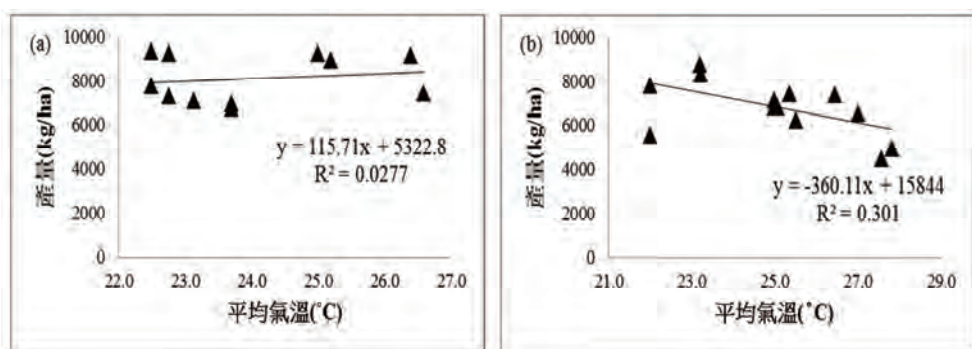 (a)
10000
8000
6000
4000
2000
0
產量(kg/ha)
y = 115.71x + 5322.8
R² = 0.0277
22.0 23.0 24.0 25.0 26.0 27.0
平均氣溫(˚C)
(b)
10000
8000
6000
4000
2000
0
產量(kg/ha)
y = -360.11x + 15844
R² = 0.301
21.0 23.0 25.0 27.0 29.0
平均氣溫(˚C)